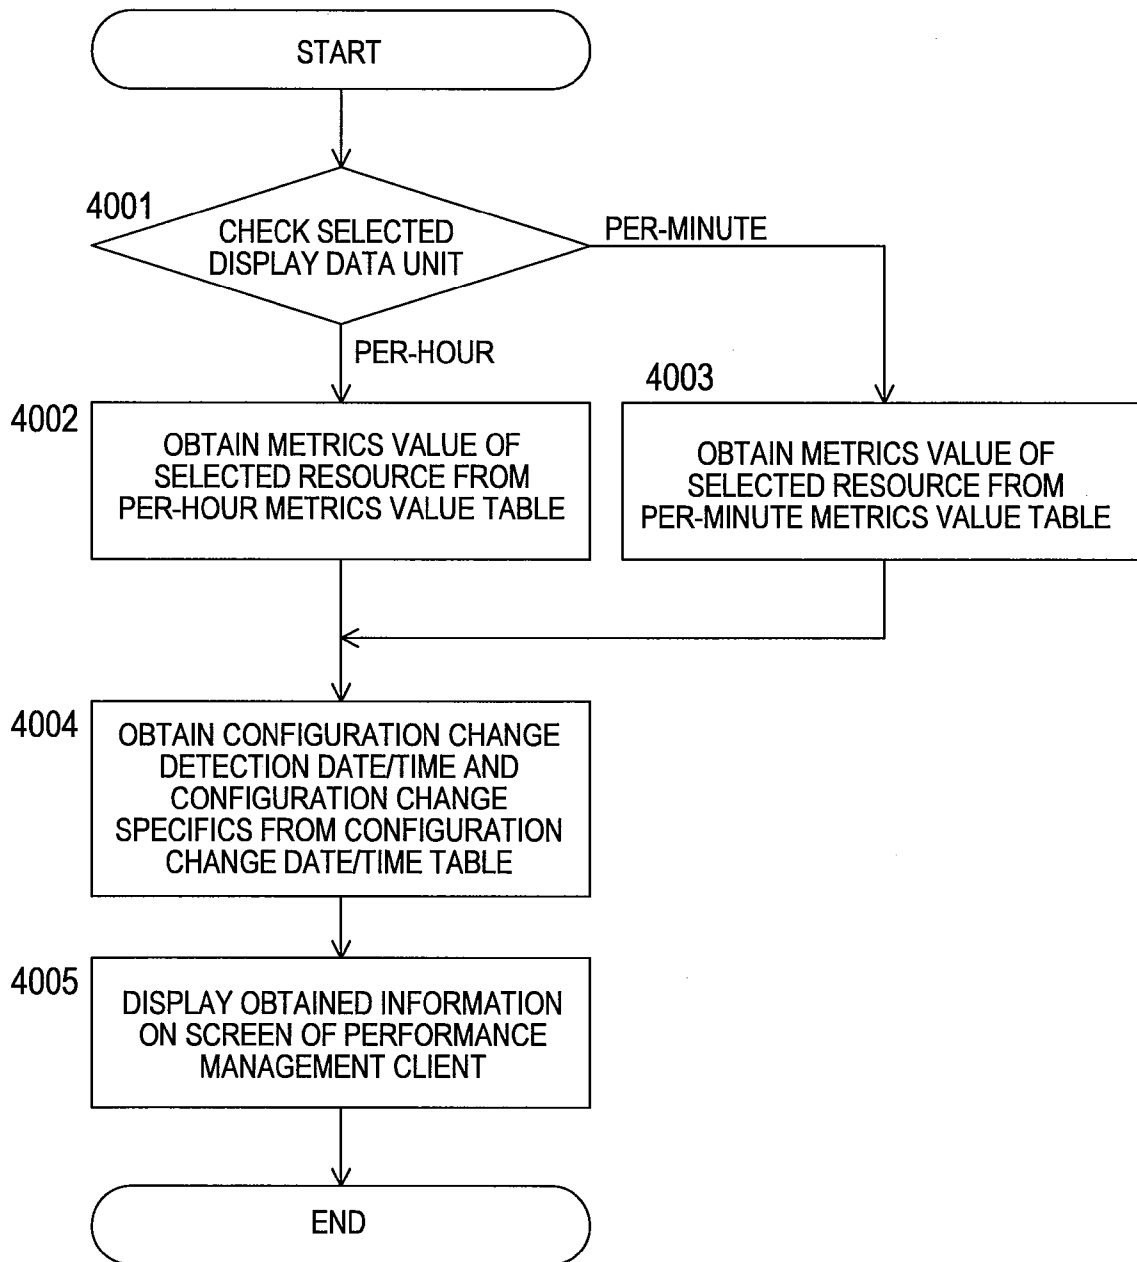 START
4001
CHECK SELECTED
DISPLAY DATA UNIT
PER-MINUTE
PER-HOUR
4002
OBTAIN METRICS VALUE OF
SELECTED RESOURCE FROM
PER-HOUR METRICS VALUE TABLE
4003
OBTAIN METRICS VALUE OF
SELECTED RESOURCE FROM
PER-MINUTE METRICS VALUE TABLE
4004
OBTAIN CONFIGURATION CHANGE
DETECTION DATE/TIME AND
CONFIGURATION CHANGE
SPECIFICS FROM CONFIGURATION
CHANGE DATE/TIME TABLE
4005
DISPLAY OBTAINED INFORMATION
ON SCREEN OF PERFORMANCE
MANAGEMENT CLIENT
END